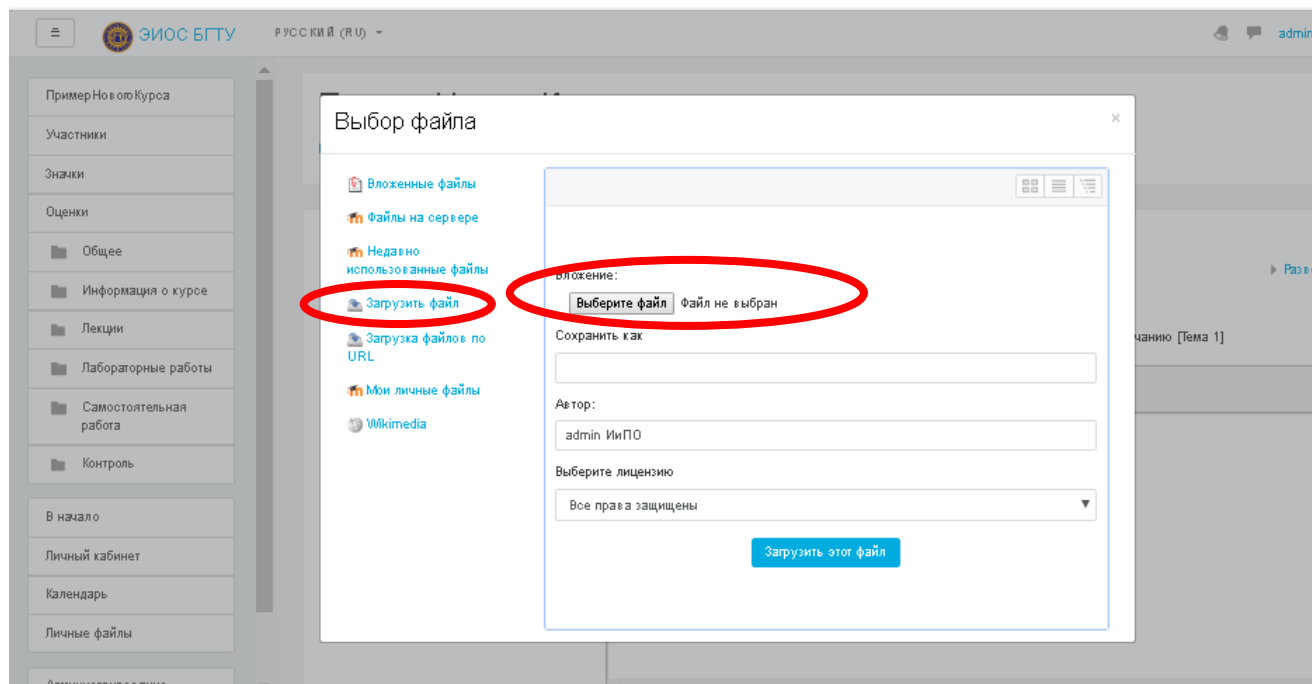 ЭИОС БГТУ
РУССКИЙ (RU)
admin
ПримерНовогоКурса
Участники
Значки
Оценки
Общее
Информация о курсе
Лекции
Лабораторные работы
Самостоятельная
работа
Контроль
В начало
Личный кабинет
Календарь
Личные файлы
Выбор файла
Вложенные файлы
Файлы на сервере
Недавно
использованные файлы
Загрузить файл
Загрузка файлов по
URL
Мои личные файлы
Wikimedia
Вложение:
Выберите файл Файл не выбран
Сохранить как
Автор:
admin ИиПО
Выберите лицензию
Все права защищены
Загрузить этот файл
Разв
чанию [Тема 1]